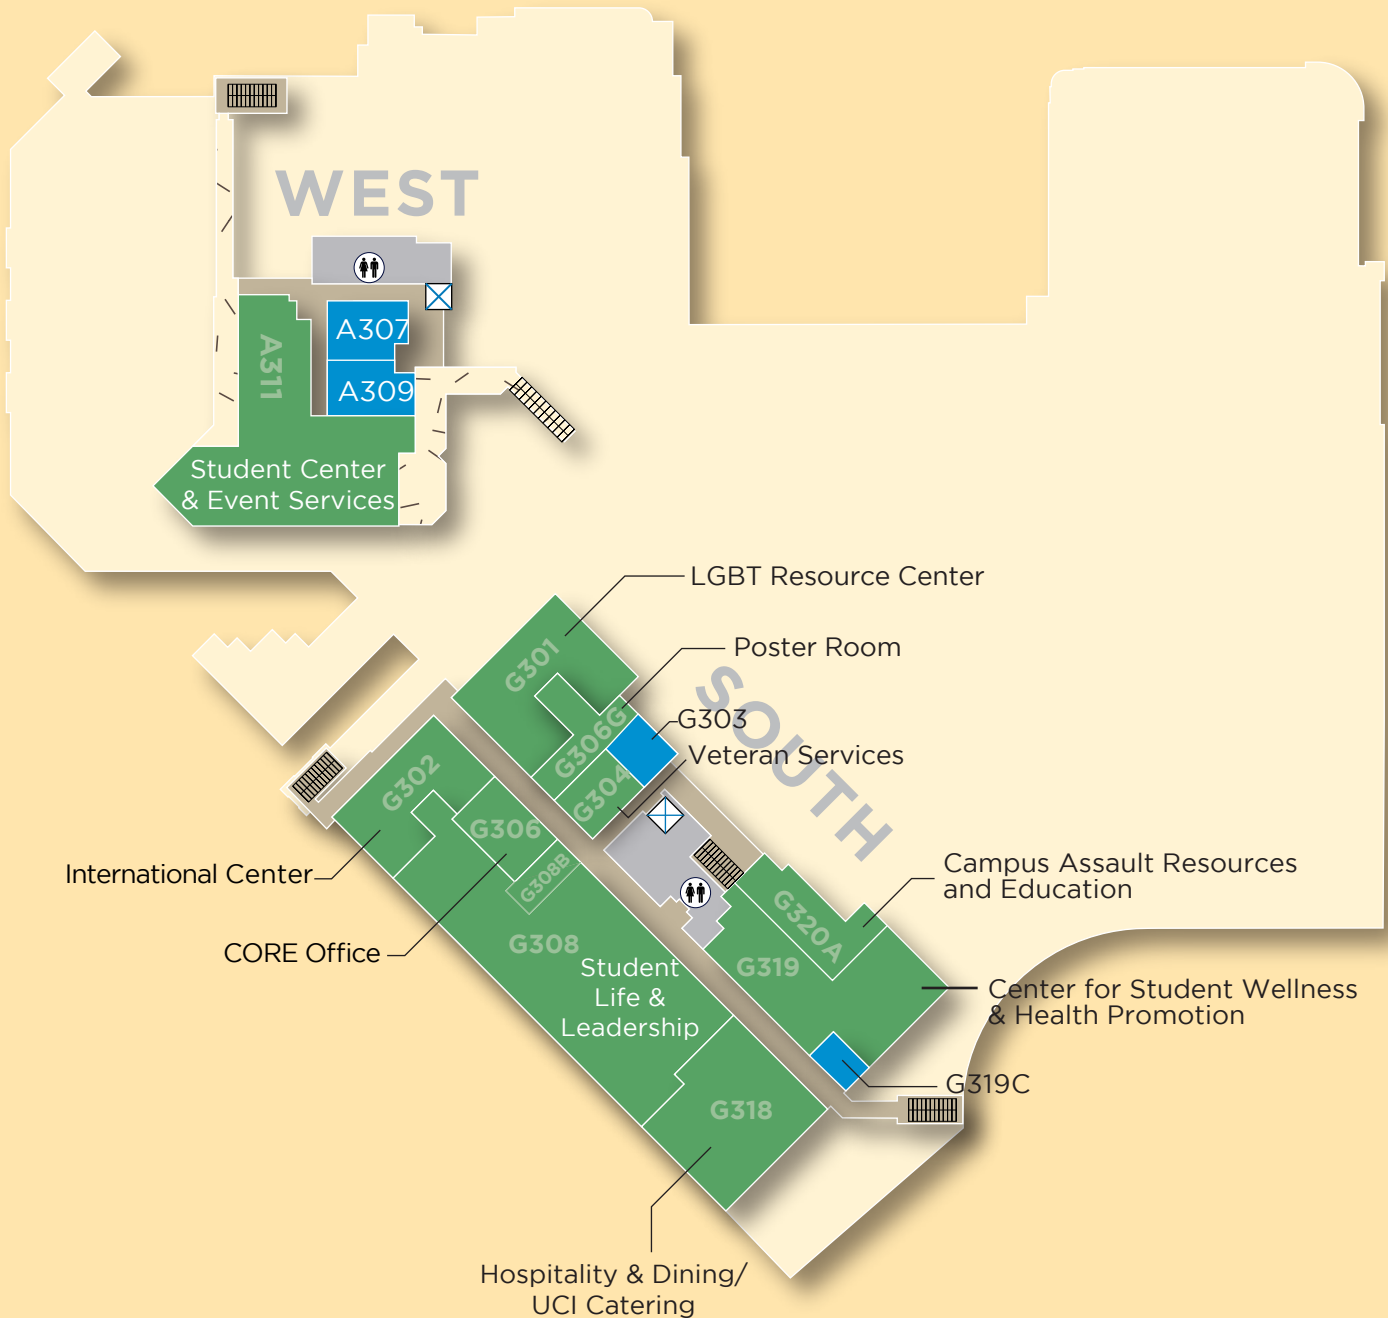 WEST
A307
A311
A309
Student Center
& Event Services
LGBT Resource Center
Poster Room
G301
SOUTH
G303
G306G
Veteran Services
G302
G304
G306
International Center
G308B
Campus Assault Resources
and Education
G320A
CORE Office
G308
Student
Life &
Leadership
G319
Center for Student Wellness
& Health Promotion
G319C
G318
Hospitality & Dining/
UCI Catering